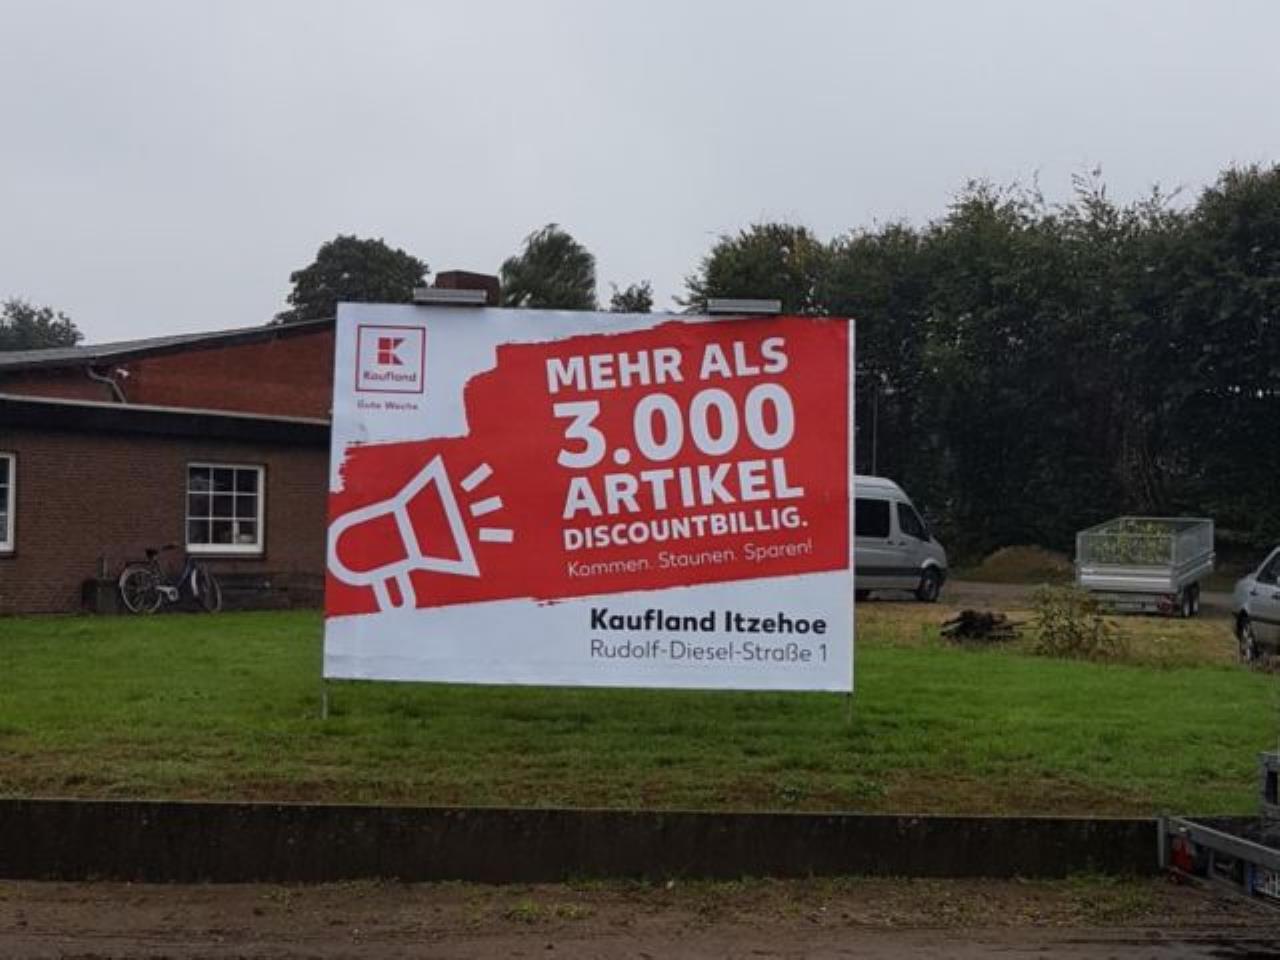 Kaufland
Gute Woche
MEHR ALS
3.000
ARTIKEL
DISCOUNTBILLIG.
Kommen. Staunen. Sparen!
Kaufland Itzehoe
Rudolf-Diesel-Straße 1